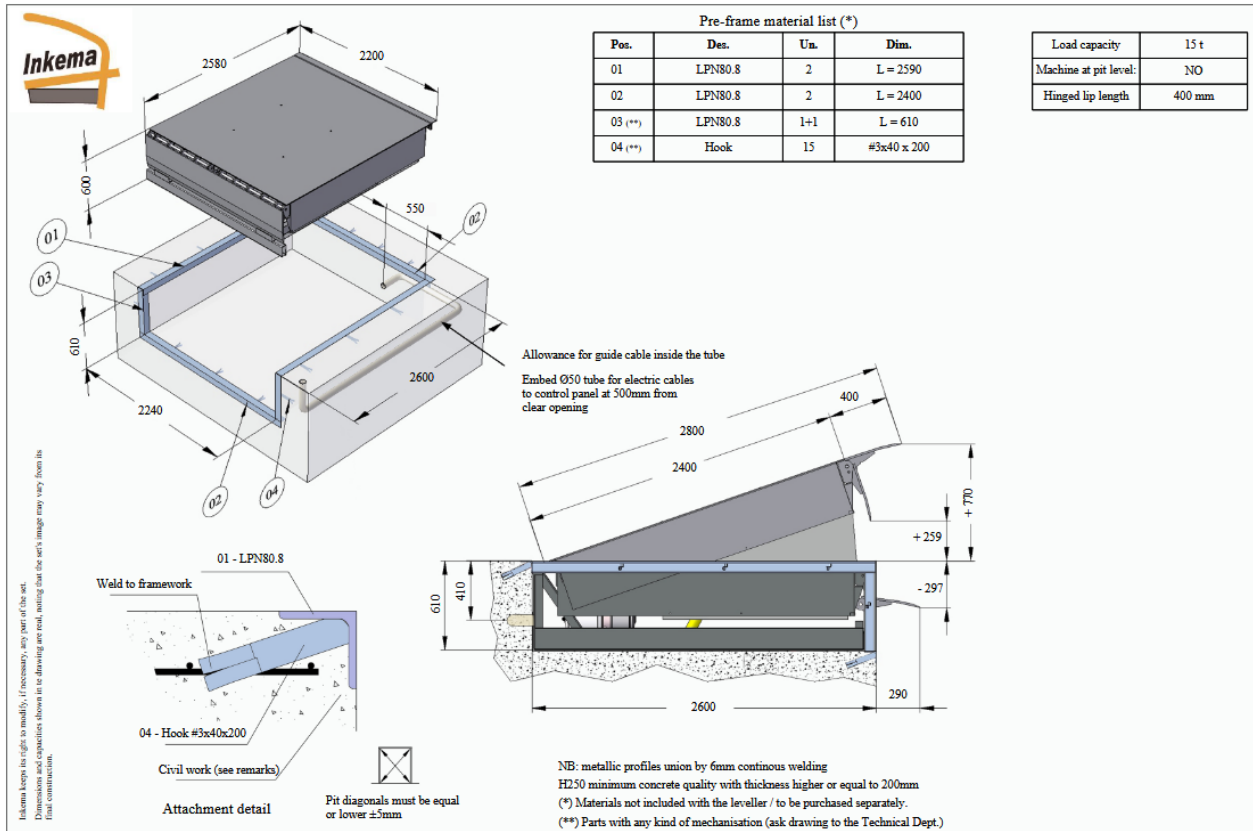 Inkema
2580
2200
600
550
01
02
03
610
2240
2600
02
04
Pre-frame material list (*)
Pos. Des. Un. Dim.
01 LPN80.8 2 L = 2590
02 LPN80.8 2 L = 2400
03 (**) LPN80.8 1+1 L = 610
04 (**) Hook 15 #3x40 x 200
Load capacity 15 t
Machine at pit level: NO
Hinged lip length 400 mm
Allowance for guide cable inside the tube
Embed Ø50 tube for electric cables
to control panel at 500mm from
clear opening
2800
2400
400
+ 770
+ 259
- 297
610
410
2600
290
Inkema keeps its right to modify, if necessary, any part of the set.
Dimensions and capacities shown in te drawing are real, noting that the set's image may vary from its
final construction.
01 - LPN80.8
Weld to framework
04 - Hook #3x40x200
Civil work (see remarks)
Attachment detail
Pit diagonals must be equal
or lower ±5mm
NB: metallic profiles union by 6mm continous welding
H250 minimum concrete quality with thickness higher or equal to 200mm
(*) Materials not included with the leveller / to be purchased separately.
(**) Parts with any kind of mechanisation (ask drawing to the Technical Dept.)